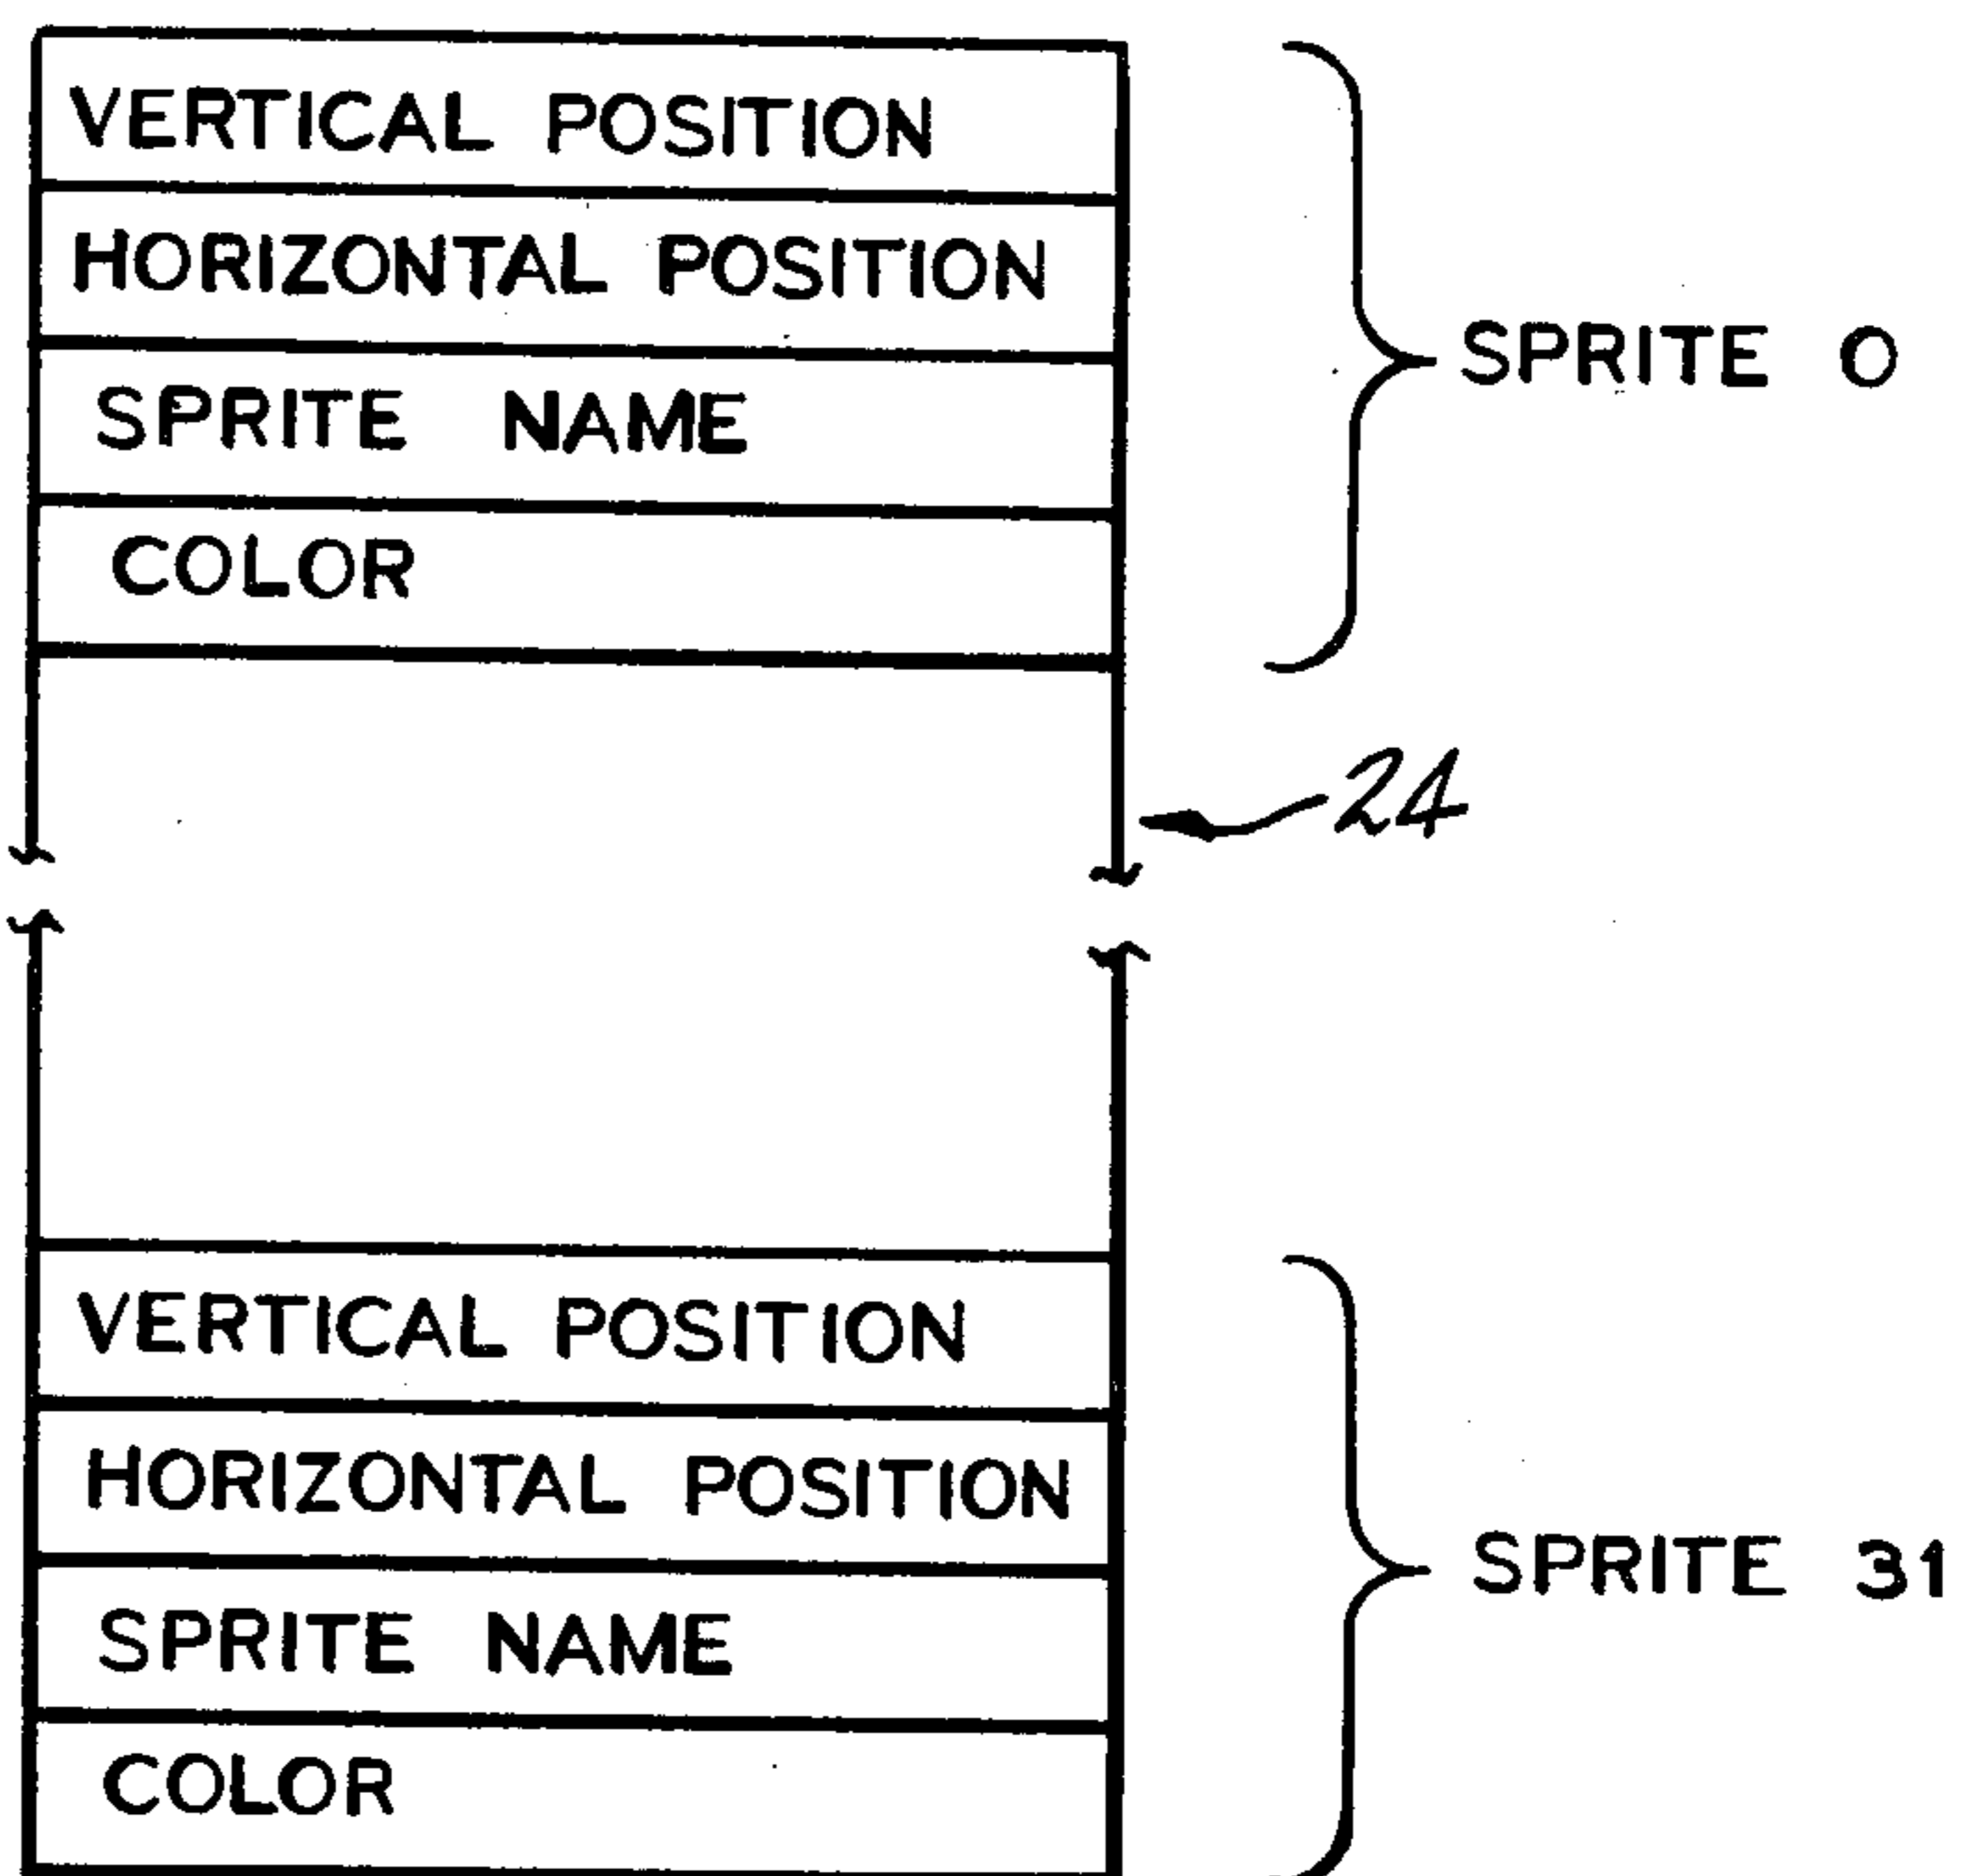 VERTICAL POSITION
HORIZONTAL POSITION
SPRITE 0
SPRITE NAME
COLOR
24
VERTICAL POSITION
HORIZONTAL POSITION
SPRITE 31
SPRITE NAME
COLOR